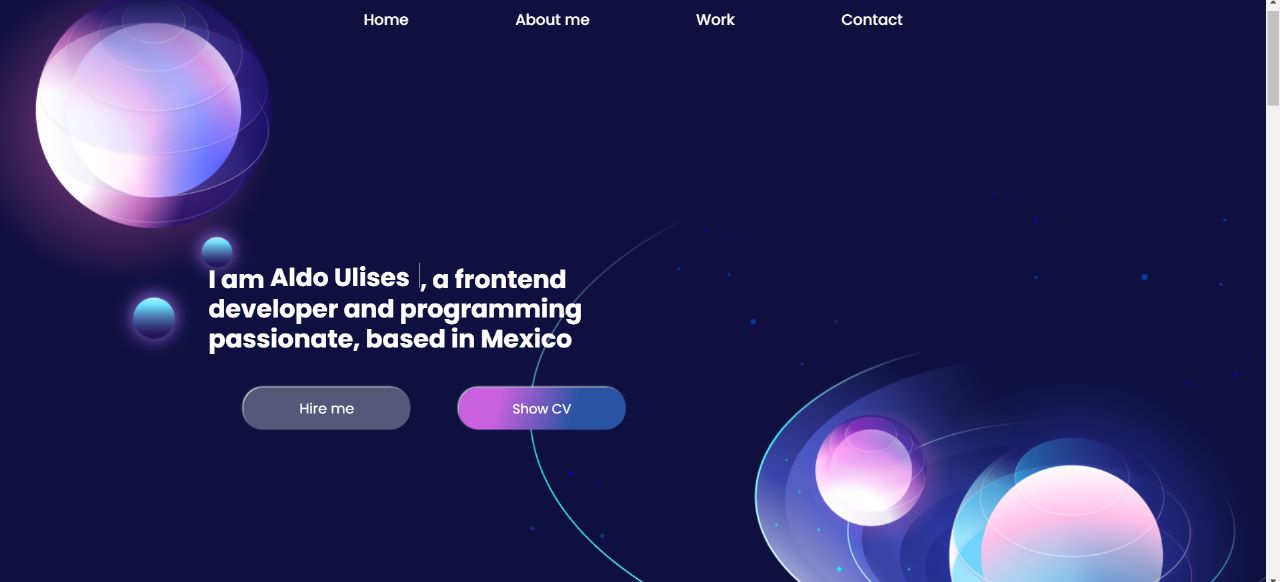 Home About me Work Contact
I am Aldo Ulises , a frontend
developer and programming
passionate, based in Mexico
Hire me Show CV